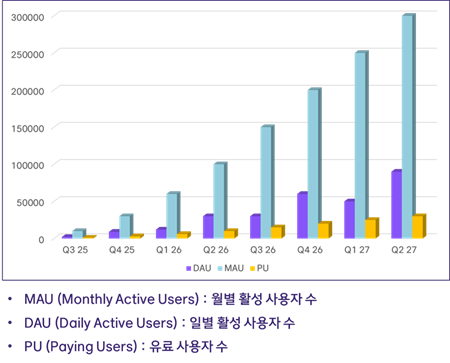 300000
250000
200000
150000
100000
50000
0
Q3 25 Q4 25 Q1 26 Q2 26 Q3 26 Q4 26 Q1 27 Q2 27
DAU MAU PU
• MAU (Monthly Active Users) : 월별 활성 사용자 수
• DAU (Daily Active Users) : 일별 활성 사용자 수
• PU (Paying Users) : 유료 사용자 수